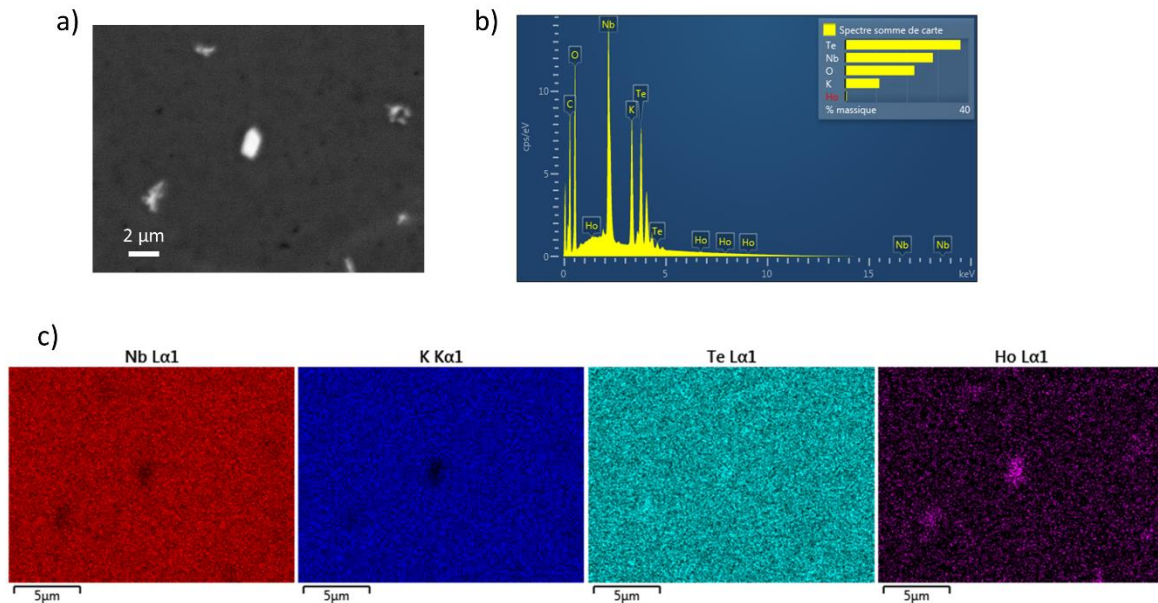 a)
2 µm
b)
cps/eV
10
5
0
C
O
Ho
Nb
K
Te
Te
Ho
Ho
Ho
Nb
Nb
0
5
10
15
keV
Spectre somme de carte
Te
Nb
O
K
Ho
% massique
40
c)
Nb Lα1
K Kα1
Te Lα1
Ho Lα1
5µm
5µm
5µm
5µm